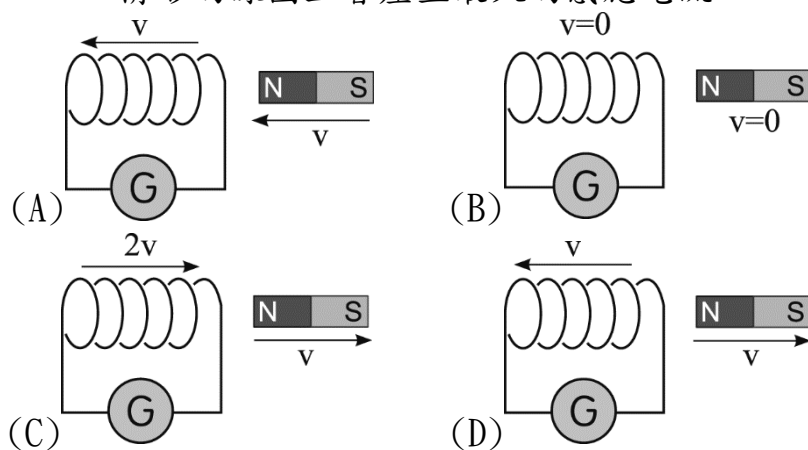 v v=0
N S N S
v v=0
G G
(A) (B)
2v v
N S N S
v v
G G
(C) (D)